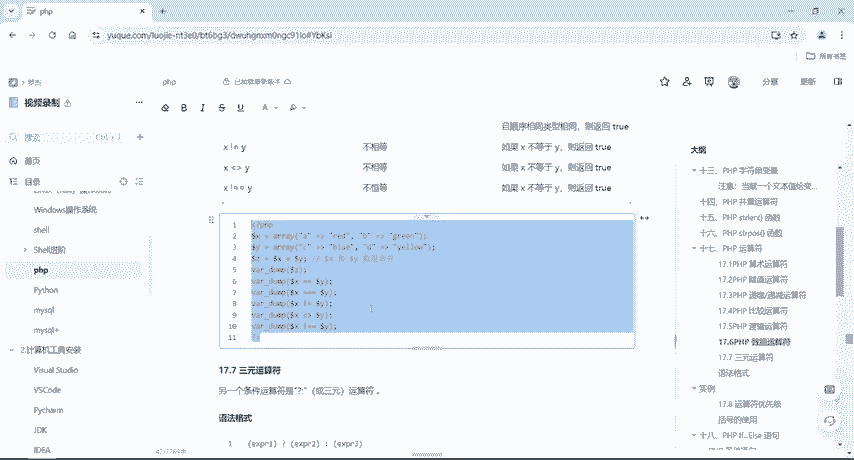 php
yuque.com/luojie-nt3e0/bt6bg3/dwuhgnxm0ngc91lo#YbKsi
所有书签
罗杰
php
分享
更新
视频录制
B I S U A
搜索 Ctrl
首页
目录
Windows操作系统
shell
Shell进阶
php
Python
mysql
mysql+
2.计算机工具安装
Visual Studio
VSCode
Pycharm
JDK
IDEA
且顺序相同类型相同，则返回 true
x != y 不相等 如果 x 不等于 y，则返回 true
x <> y 不相等 如果 x 不等于 y，则返回 true
x !== y 不恒等 如果 x 不等于 y，则返回 true
1 <?php
2 $x = array("a" => "red", "b" => "green");
3 $y = array("c" => "blue", "d" => "yellow");
4 $z = $x + $y; // $x 和 $y 数组合并
5 var_dump($z);
6 var_dump($x == $y);
7 var_dump($x === $y);
8 var_dump($x != $y);
9 var_dump($x <> $y);
10 var_dump($x !== $y);
11 ?>
17.7 三元运算符
另一个条件运算符是"?:"（或三元）运算符 。
语法格式
1 (expr1) ? (expr2) : (expr3)
大纲
十三、PHP 字符串变量
注意：当赋一个文本值给变...
十四、PHP 并置运算符
十五、PHP strlen() 函数
十六、PHP strpos() 函数
十七、PHP 运算符
17.1PHP 算术运算符
17.2PHP 赋值运算符
17.3PHP 递增/递减运算符
17.4PHP 比较运算符
17.5PHP 逻辑运算符
17.6PHP 数组运算符
17.7 三元运算符
语法格式
实例
17.8 运算符优先级
括号的使用
十八、PHP If...Else 语句